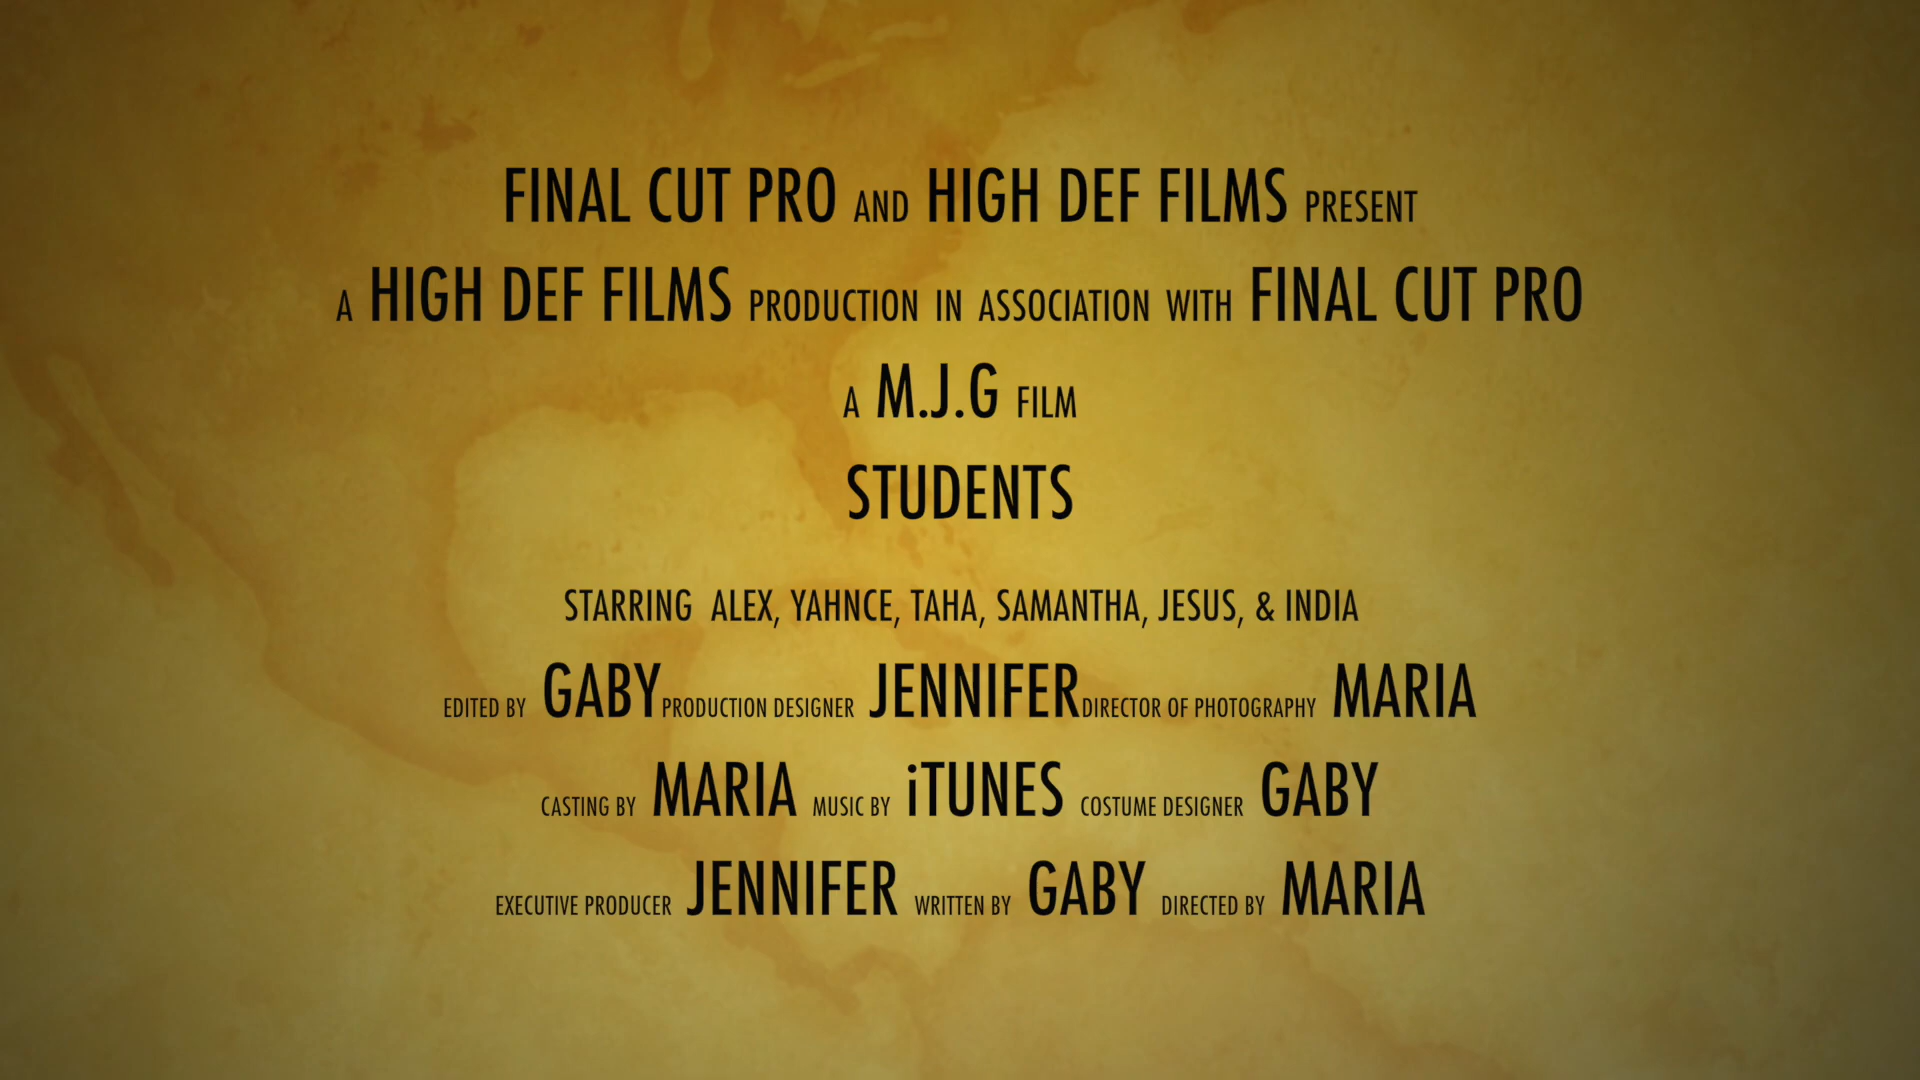 FINAL CUT PRO AND HIGH DEF FILMS PRESENT
A HIGH DEF FILMS PRODUCTION IN ASSOCIATION WITH FINAL CUT PRO
A M.J.G FILM
STUDENTS
STARRING ALEX, YAHNCE, TAHA, SAMANTHA, JESUS, & INDIA
EDITED BY GABY PRODUCTION DESIGNER JENNIFER DIRECTOR OF PHOTOGRAPHY MARIA
CASTING BY MARIA MUSIC BY iTUNES COSTUME DESIGNER GABY
EXECUTIVE PRODUCER JENNIFER WRITTEN BY GABY DIRECTED BY MARIA